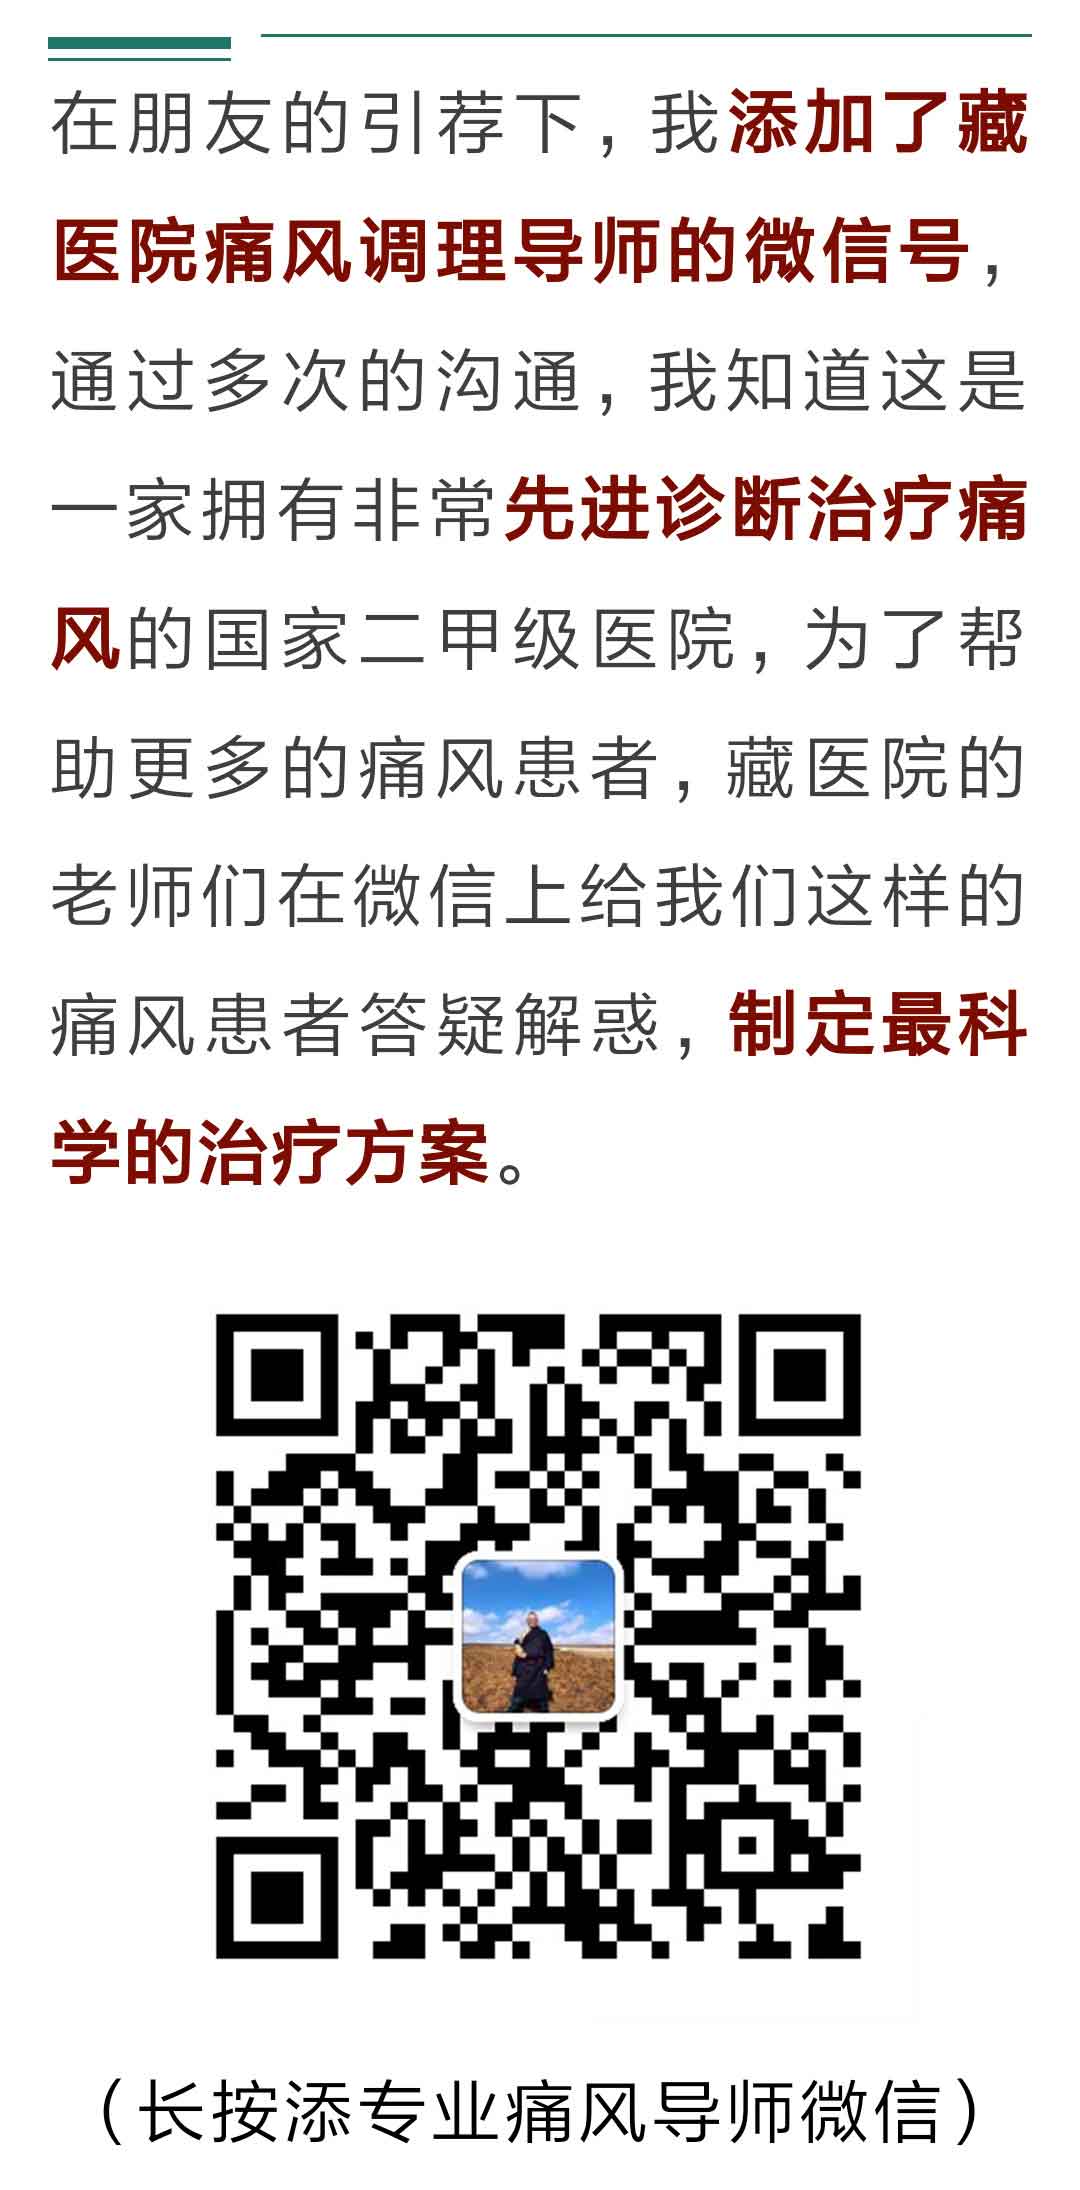 在朋友的引荐下，我添加了藏
医院痛风调理导师的微信号，
通过多次的沟通，我知道这是
一家拥有非常先进诊断治疗痛
风的国家二甲级医院，为了帮
助更多的痛风患者，藏医院的
老师们在微信上给我们这样的
痛风患者答疑解惑，制定最科
学的治疗方案。
（长按添专业痛风导师微信）